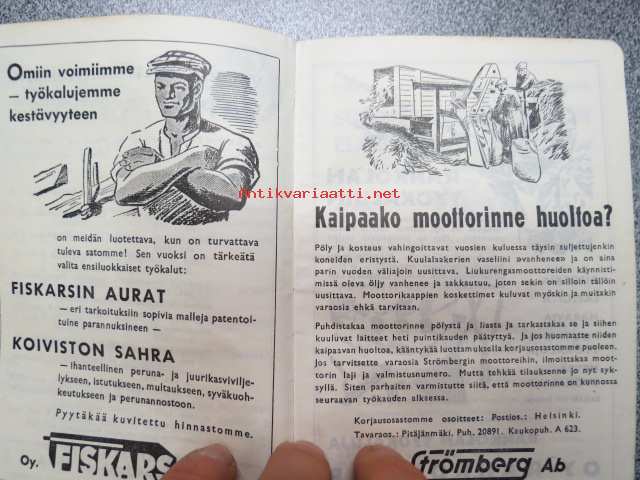 Omiin voimiimme
— työkalujemme
kestävyyteen
on meidän luotettava, kun on turvattava
tuleva satomme! Sen vuoksi on tärkeätä
valita ensiluokkaiset työkalut:
FISKARSIN AURAT
— eri tarkoituksiin sopivia malleja patentoi-
tuine parannuksineen —
KOIVISTON SAHRA
— ihanteellinen peruna- ja juurikasvivilje-
lykseen, istutukseen, multaukseen, syväkuoh-
keutukseen ja perunannostoon.
Pyytäkää kuvitettu hinnastomme.
Oy. FISKARS
Antikvariaatti.net
Kaipaako moottorinne huoltoa?
Pöly ja kosteus vahingoittavat vuosien kuluessa täysin suljettujenkin
koneiden eristystä. Kuulalaakerien vaseliini »vanhenee» ja on aina
parin vuoden väliajoin uusittava. Liukurengasmoottoreiden käynnisti-
missä oleva öljy vanhenee ja sakkautuu, joten sekin on silloin tällöin
uusittava. Moottorikaappien koskettimet kuluvat myöskin ja muitakin
varaosia ehkä tarvitaan.
Puhdistakaa moottorinne pölystä ja liasta ja tarkastakaa se ja siihen
kuuluvat laitteet heti puintikauden päätyttyä. Ja jos huomaatte niiden
kaipaavan huoltoa, kääntykää luottamuksella korjausosastomme puoleen.
Jos tarvitsette varaosia Strömbergin moottoreihin, ilmoittakaa moot-
torin laji ja valmistusnumero. Mutta tehkää tilauksenne jo nyt syk-
syllä. Siten parhaiten varmistutte siitä, että moottorinne on kunnossa
seuraavan työkauden alkaessa.
Korjausosastomme osoitteet: Postios.: Helsinki.
Tavaraos.: Pitäjänmäki. Puh. 20891. Kaukopuh. A 623.
Strömberg Ab